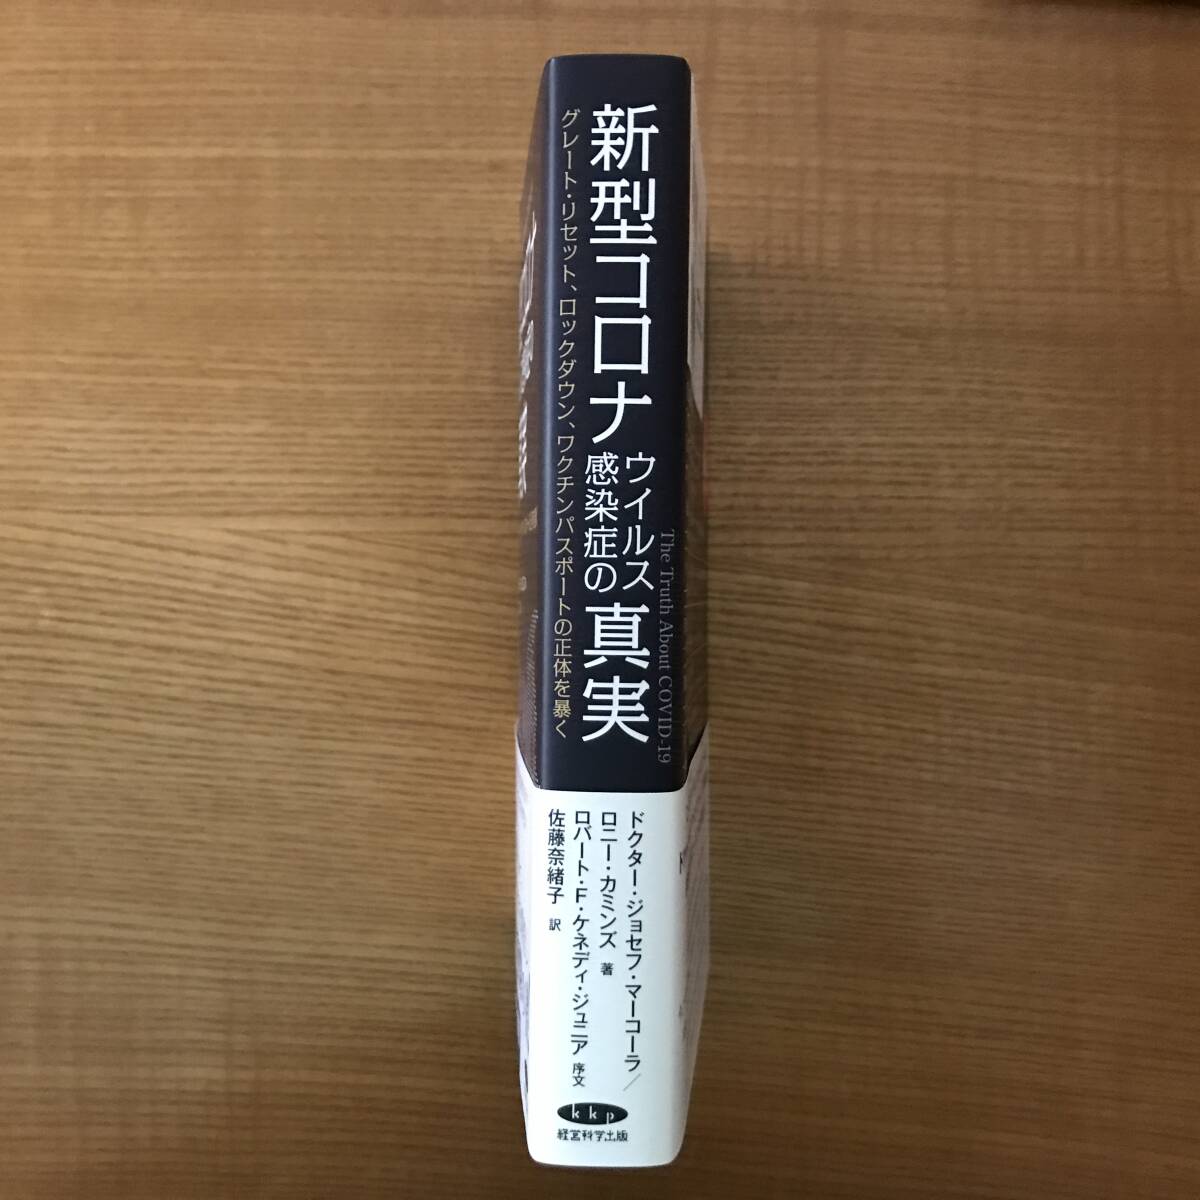 The Truth About COVID-19
新型コロナウイルス感染症の真実
グレート・リセット、ロックダウン、ワクチンパスポートの正体を暴く
ドクター・ジョセフ・マーコーラ／
ロニー・カミンズ 著
ロバート・F・ケネディ・ジュニア 序文
佐藤奈緒子 訳
kkp
経営科学出版